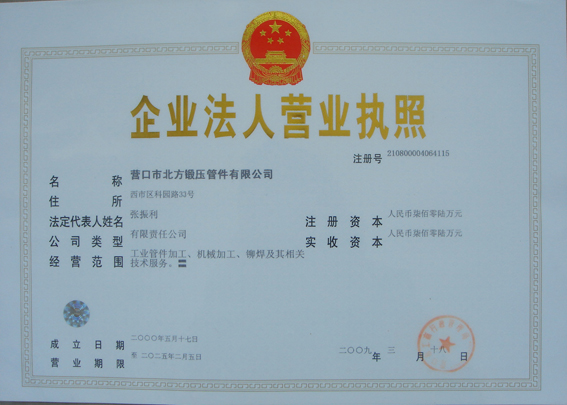 企业法人营业执照
注册号 210800004064115
名称 营口市北方锻压管件有限公司
住所 西市区科园路33号
法定代表人姓名 张振利
注册资本 人民币柒佰零陆万元
公司类型 有限责任公司
实收资本 人民币柒佰零陆万元
经营范围 工业管件加工、机械加工、铆焊及其相关
技术服务。
成立日期 二〇〇〇年五月十七日
营业期限 至 二〇二五年二月五日
二〇〇九年 三月 十八日